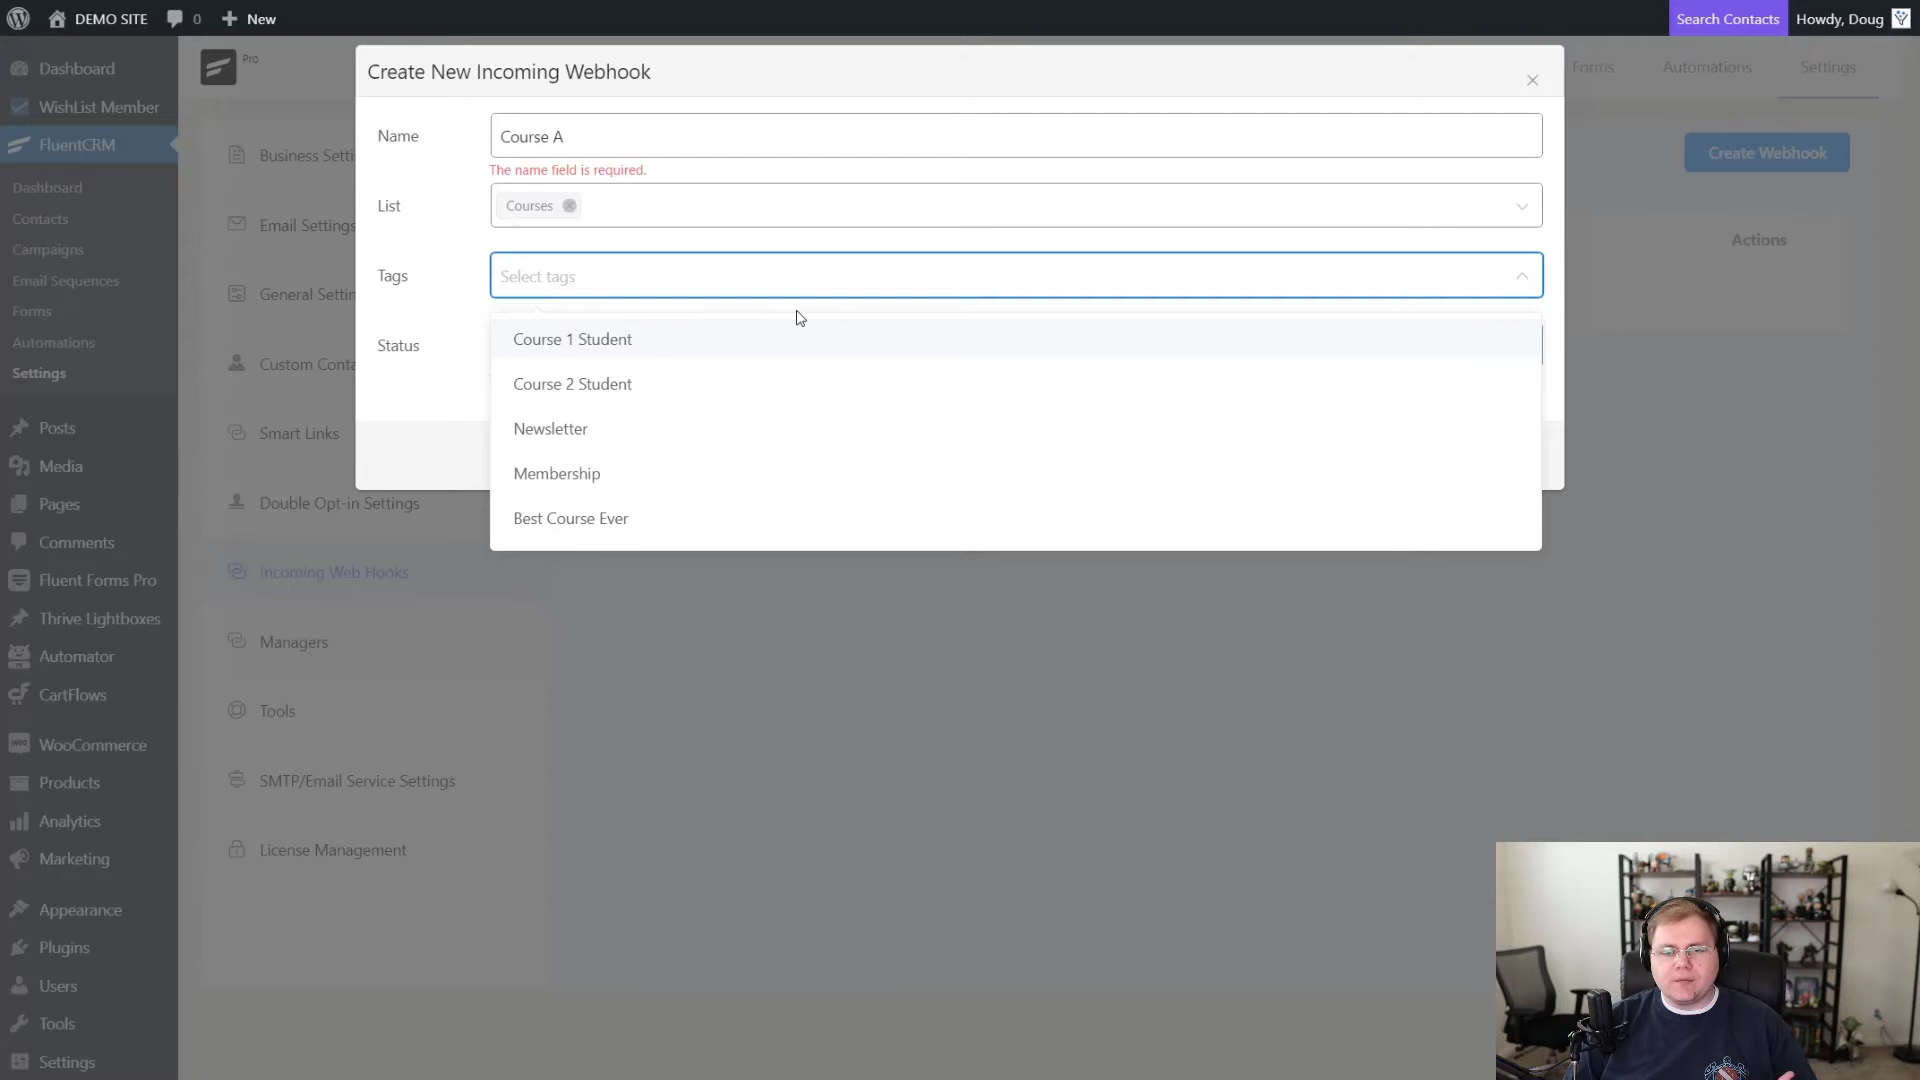 DEMO SITE
0
New
Search Contacts
Howdy, Doug
Dashboard
WishList Member
FluentCRM
Dashboard
Contacts
Campaigns
Email Sequences
Forms
Automations
Settings
Posts
Media
Pages
Comments
Fluent Forms Pro
Thrive Lightboxes
Automator
CartFlows
WooCommerce
Products
Analytics
Marketing
Appearance
Plugins
Users
Tools
Settings
Pro
Forms
Automations
Settings
Create Webhook
Actions
Business Setti
Email Settings
General Settin
Custom Conta
Smart Links
Double Opt-in Settings
Incoming Web Hooks
Managers
Tools
SMTP/Email Service Settings
License Management
Create New Incoming Webhook
Name
Course A
The name field is required.
List
Courses
Tags
Select tags
Status
Course 1 Student
Course 2 Student
Newsletter
Membership
Best Course Ever